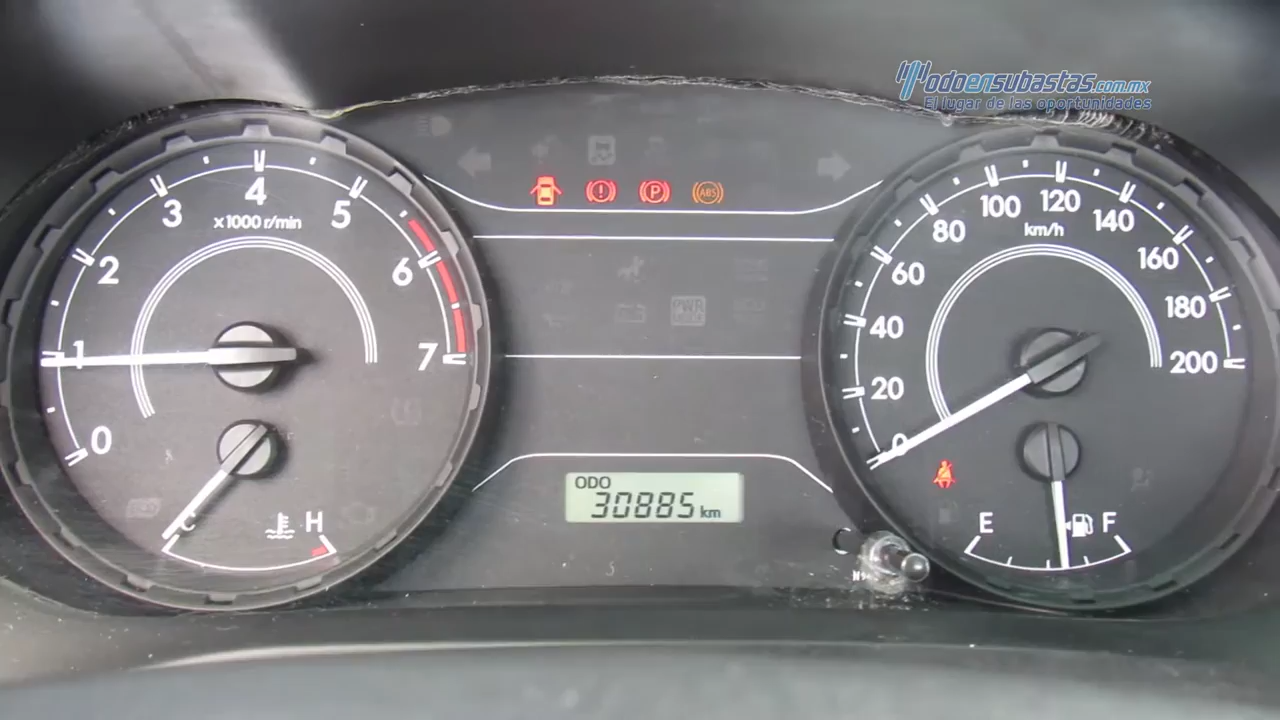 odoensubastas.com.mx
El lugar de las oportunidades
0 1 2 3 4 5 6 7
x1000 r/min
C H
ABS
P
PWR
ODO
30885 km
0 20 40 60 80 100 120 140 160 180 200
km/h
E F